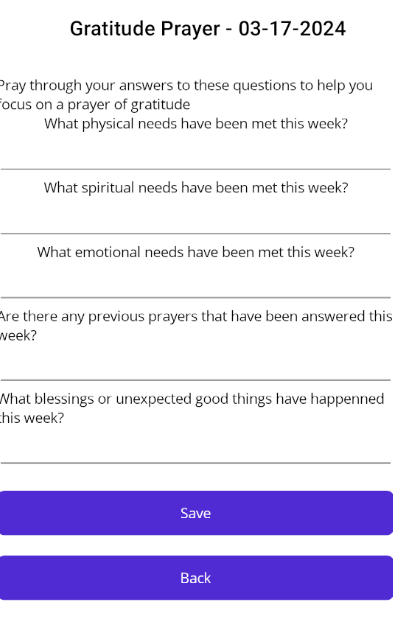 Gratitude Prayer - 03-17-2024
Pray through your answers to these questions to help you
focus on a prayer of gratitude
What physical needs have been met this week?
What spiritual needs have been met this week?
What emotional needs have been met this week?
Are there any previous prayers that have been answered this
week?
What blessings or unexpected good things have happenned
this week?
Save
Back